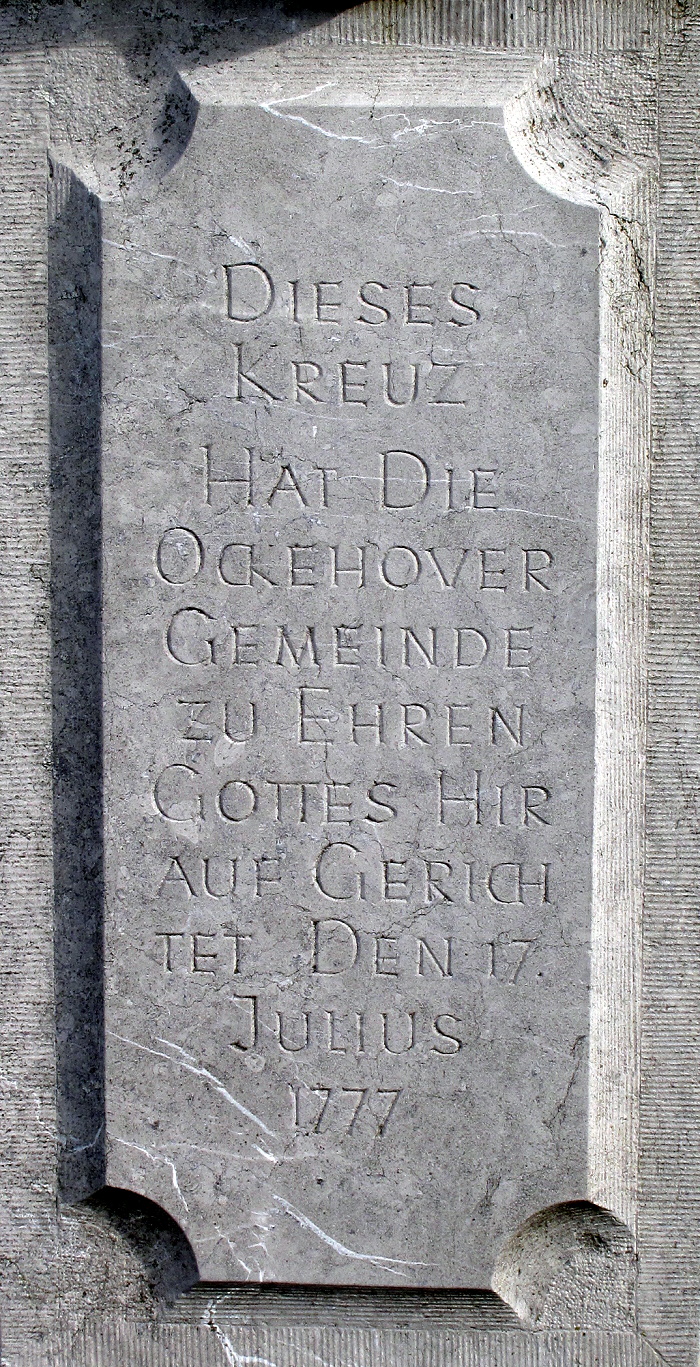 DIESES
KREUZ
HAT DIE
OCKEHOVER
GEMEINDE
ZU EHREN
GOTTES HIR
AUF GERICH
TET DEN 17.
JULIUS
1777